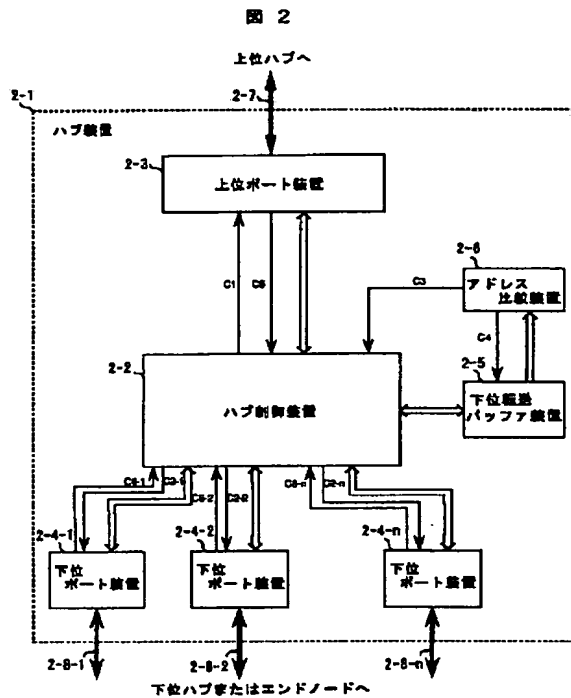 図 2
上位ハブへ
2-1
2-7
ハブ装置
2-3
上位ポート装置
2-6
C3
アドレス
比較装置
C1
C5
C4
2-5
2-2
ハブ制御装置
下位転送
バッファ装置
C2-2
C2-n
2-4-1
2-4-2
2-4-n
下位
ポート装置
下位
ポート装置
下位
ポート装置
2-8-1
2-8-2
2-8-n
下位ハブまたはエンドノードへ